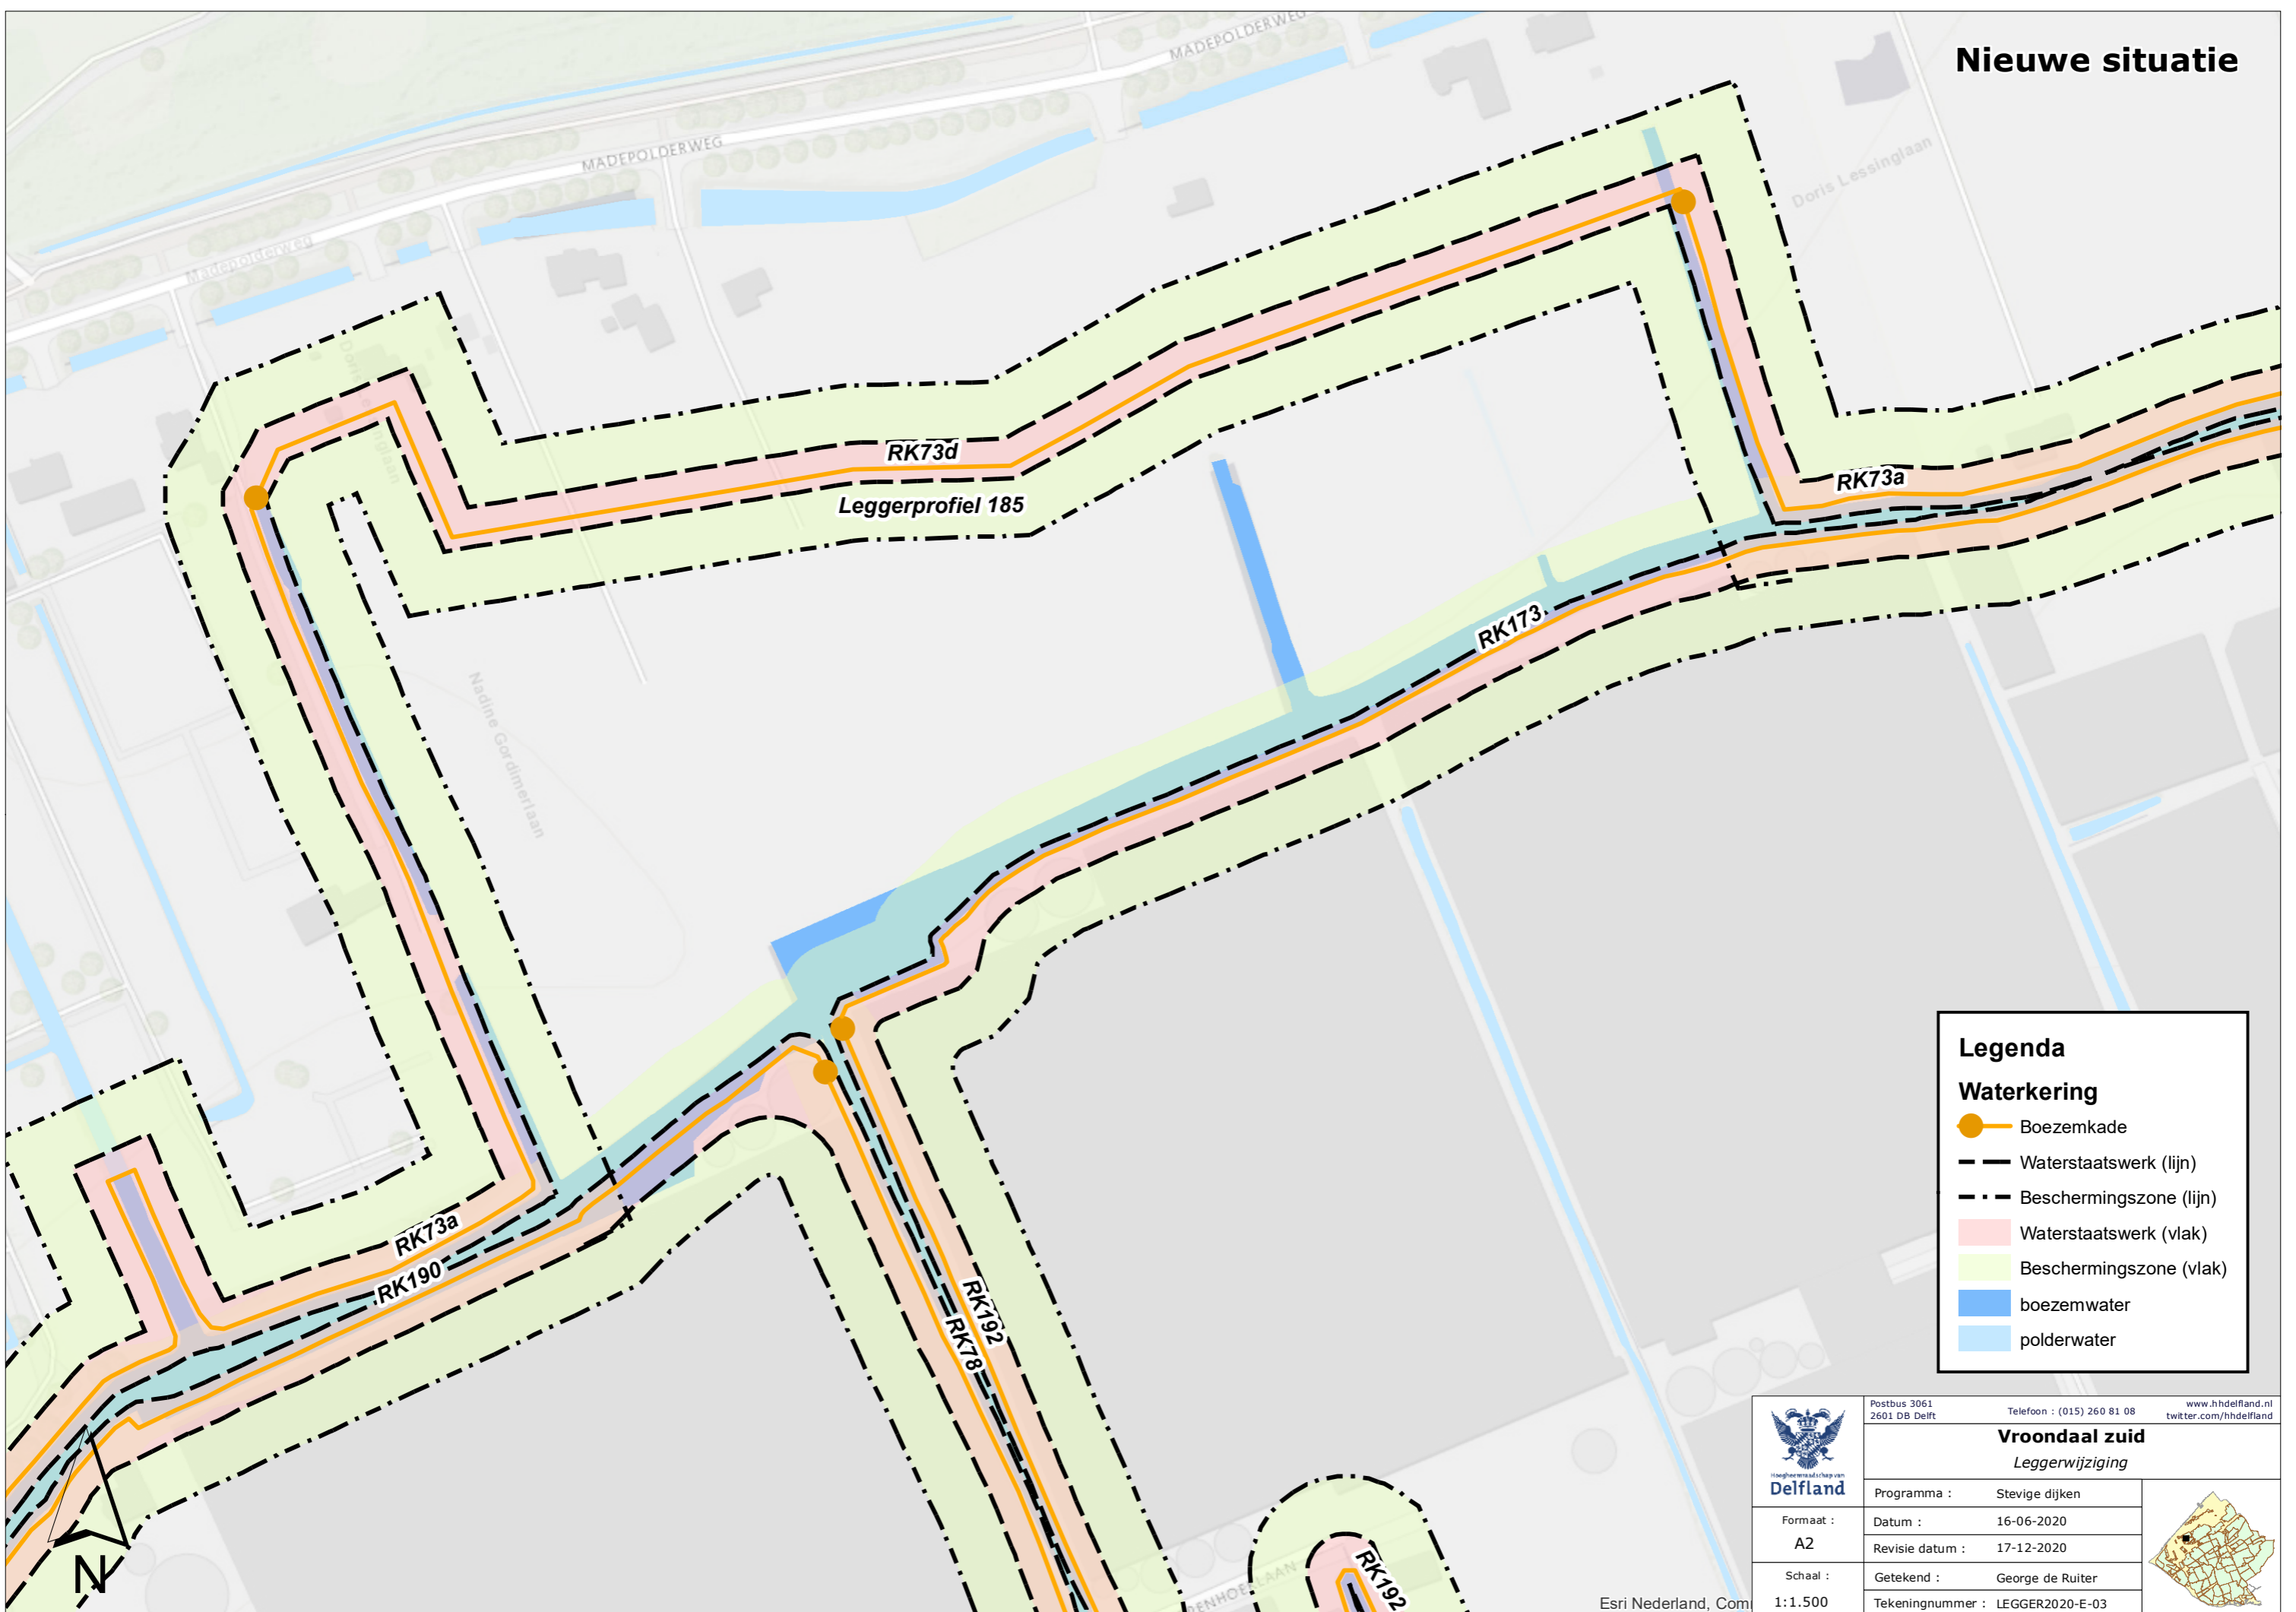 Nieuwe situatie
MADEPOLDERWEG
MADEPOLDERWEG
Madepolderweg
Doris Lessinglaan
RK73d
Leggerprofiel 185
RK73a
RK173
Nadine Gordimerlaan
RK73a
RK190
RK192
RK78
RK192
N
Legenda
Waterkering
Boezemkade
Waterstaatswerk (lijn)
Beschermingszone (lijn)
Waterstaatswerk (vlak)
Beschermingszone (vlak)
boezemwater
polderwater
Hoogheemraadschap van
Delfland
Postbus 3061
2601 DB Delft
Telefoon : (015) 260 81 08
www.hhdelfland.nl
twitter.com/hhdelfland
Vroondaal zuid
Leggerwijziging
Programma : Stevige dijken
Formaat :
A2
Datum : 16-06-2020
Revisie datum : 17-12-2020
Schaal :
1:1.500
Getekend : George de Ruiter
Tekeningnummer : LEGGER2020-E-03
Esri Nederland, Com